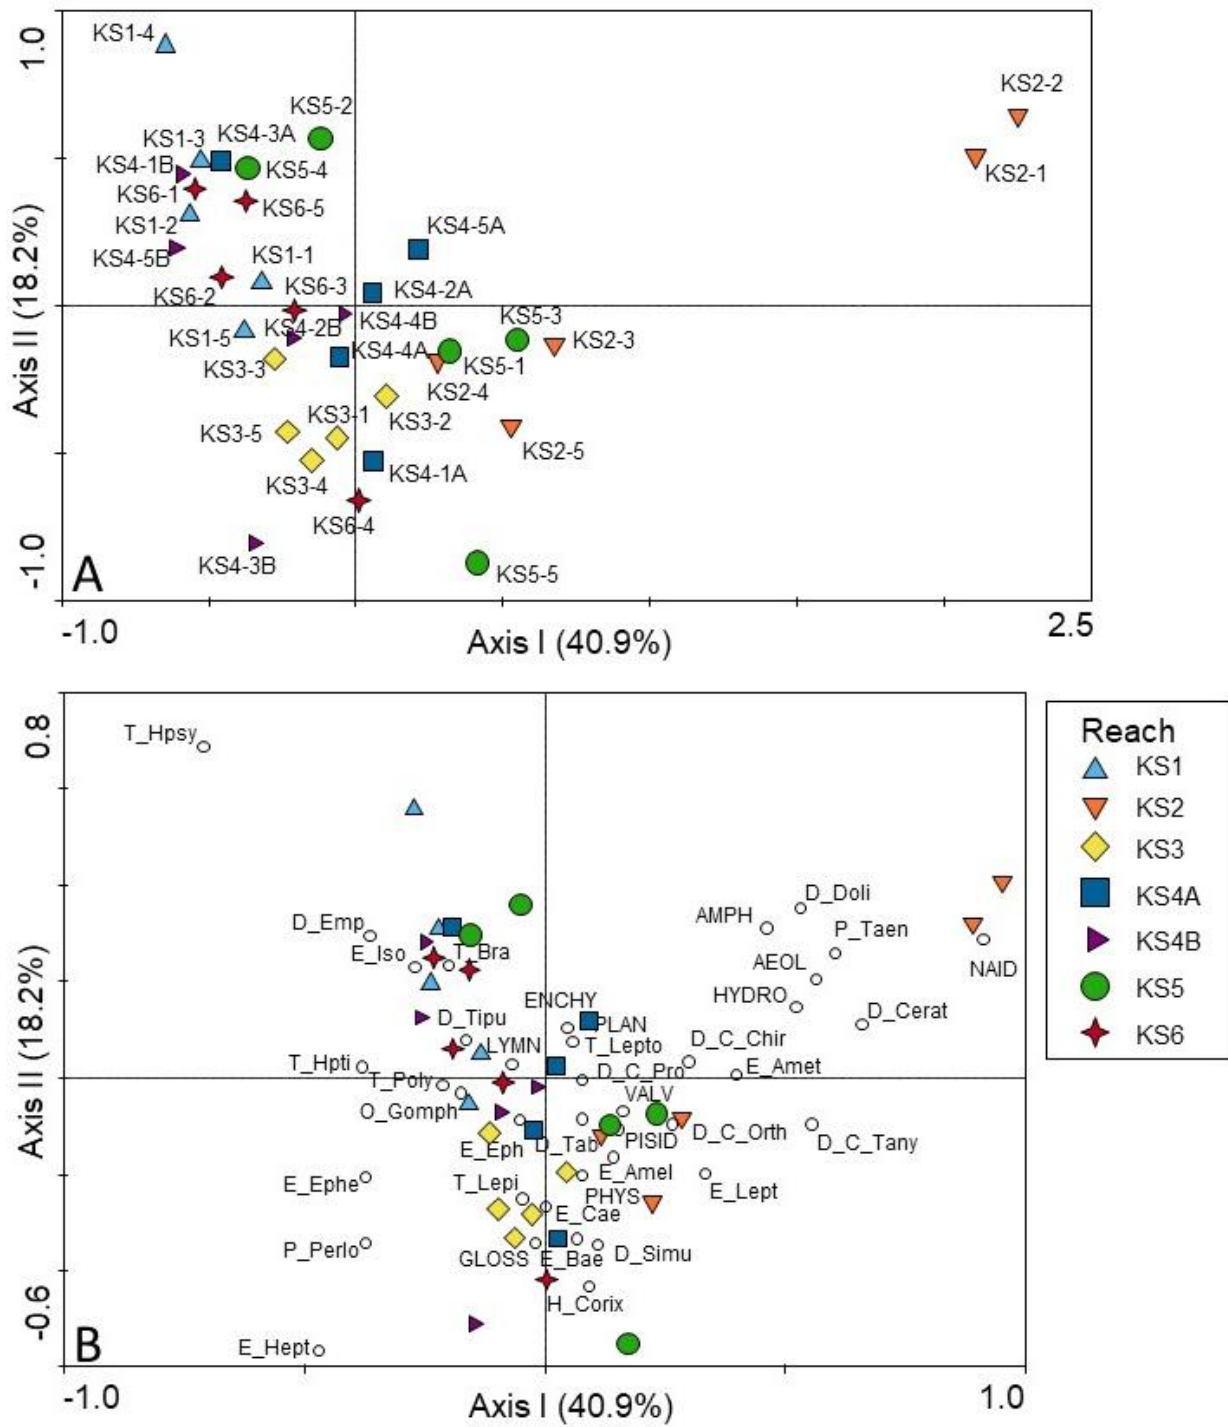 1.0
KS1-4
KS2-2
KS5-2
KS1-3
KS4-3A
KS4-1B
KS5-4
KS2-1
KS6-1
KS6-5
KS1-2
KS4-5A
KS4-5B
KS1-1
KS6-2
KS6-3
KS4-2A
KS1-5
KS4-2B
KS4-4B
KS5-3
KS2-3
KS4-4A
KS5-1
KS3-3
KS2-4
KS3-1
KS3-2
KS3-5
KS2-5
KS4-1A
KS3-4
KS6-4
KS4-3B
KS5-5
Axis II (18.2%)
-1.0
A
-1.0
Axis I (40.9%)
2.5
0.8
T_Hpsy
Reach
KS1
KS2
KS3
KS4A
KS4B
KS5
KS6
D_Doli
D_Emp
AMPH
P_Taen
E_Iso
T_Bra
AEOL
NAID
ENCHY
HYDRO
D_Cerat
D_Tipu
PLAN
LYMN
T_Lepto
D_C_Chir
T_Hpti
T_Poly
D_C_Pro
E_Amet
O_Gomph
VALV
E_Eph
D_Tab
PISID
D_C_Orth
D_C_Tany
E_Ephe
T_Lepi
E_Amel
PHYS
E_Lept
E_Cae
P_Perlo
GLOSS
E_Bae
D_Simu
H_Corix
E_Hept
Axis II (18.2%)
-0.6
B
-1.0
Axis I (40.9%)
1.0